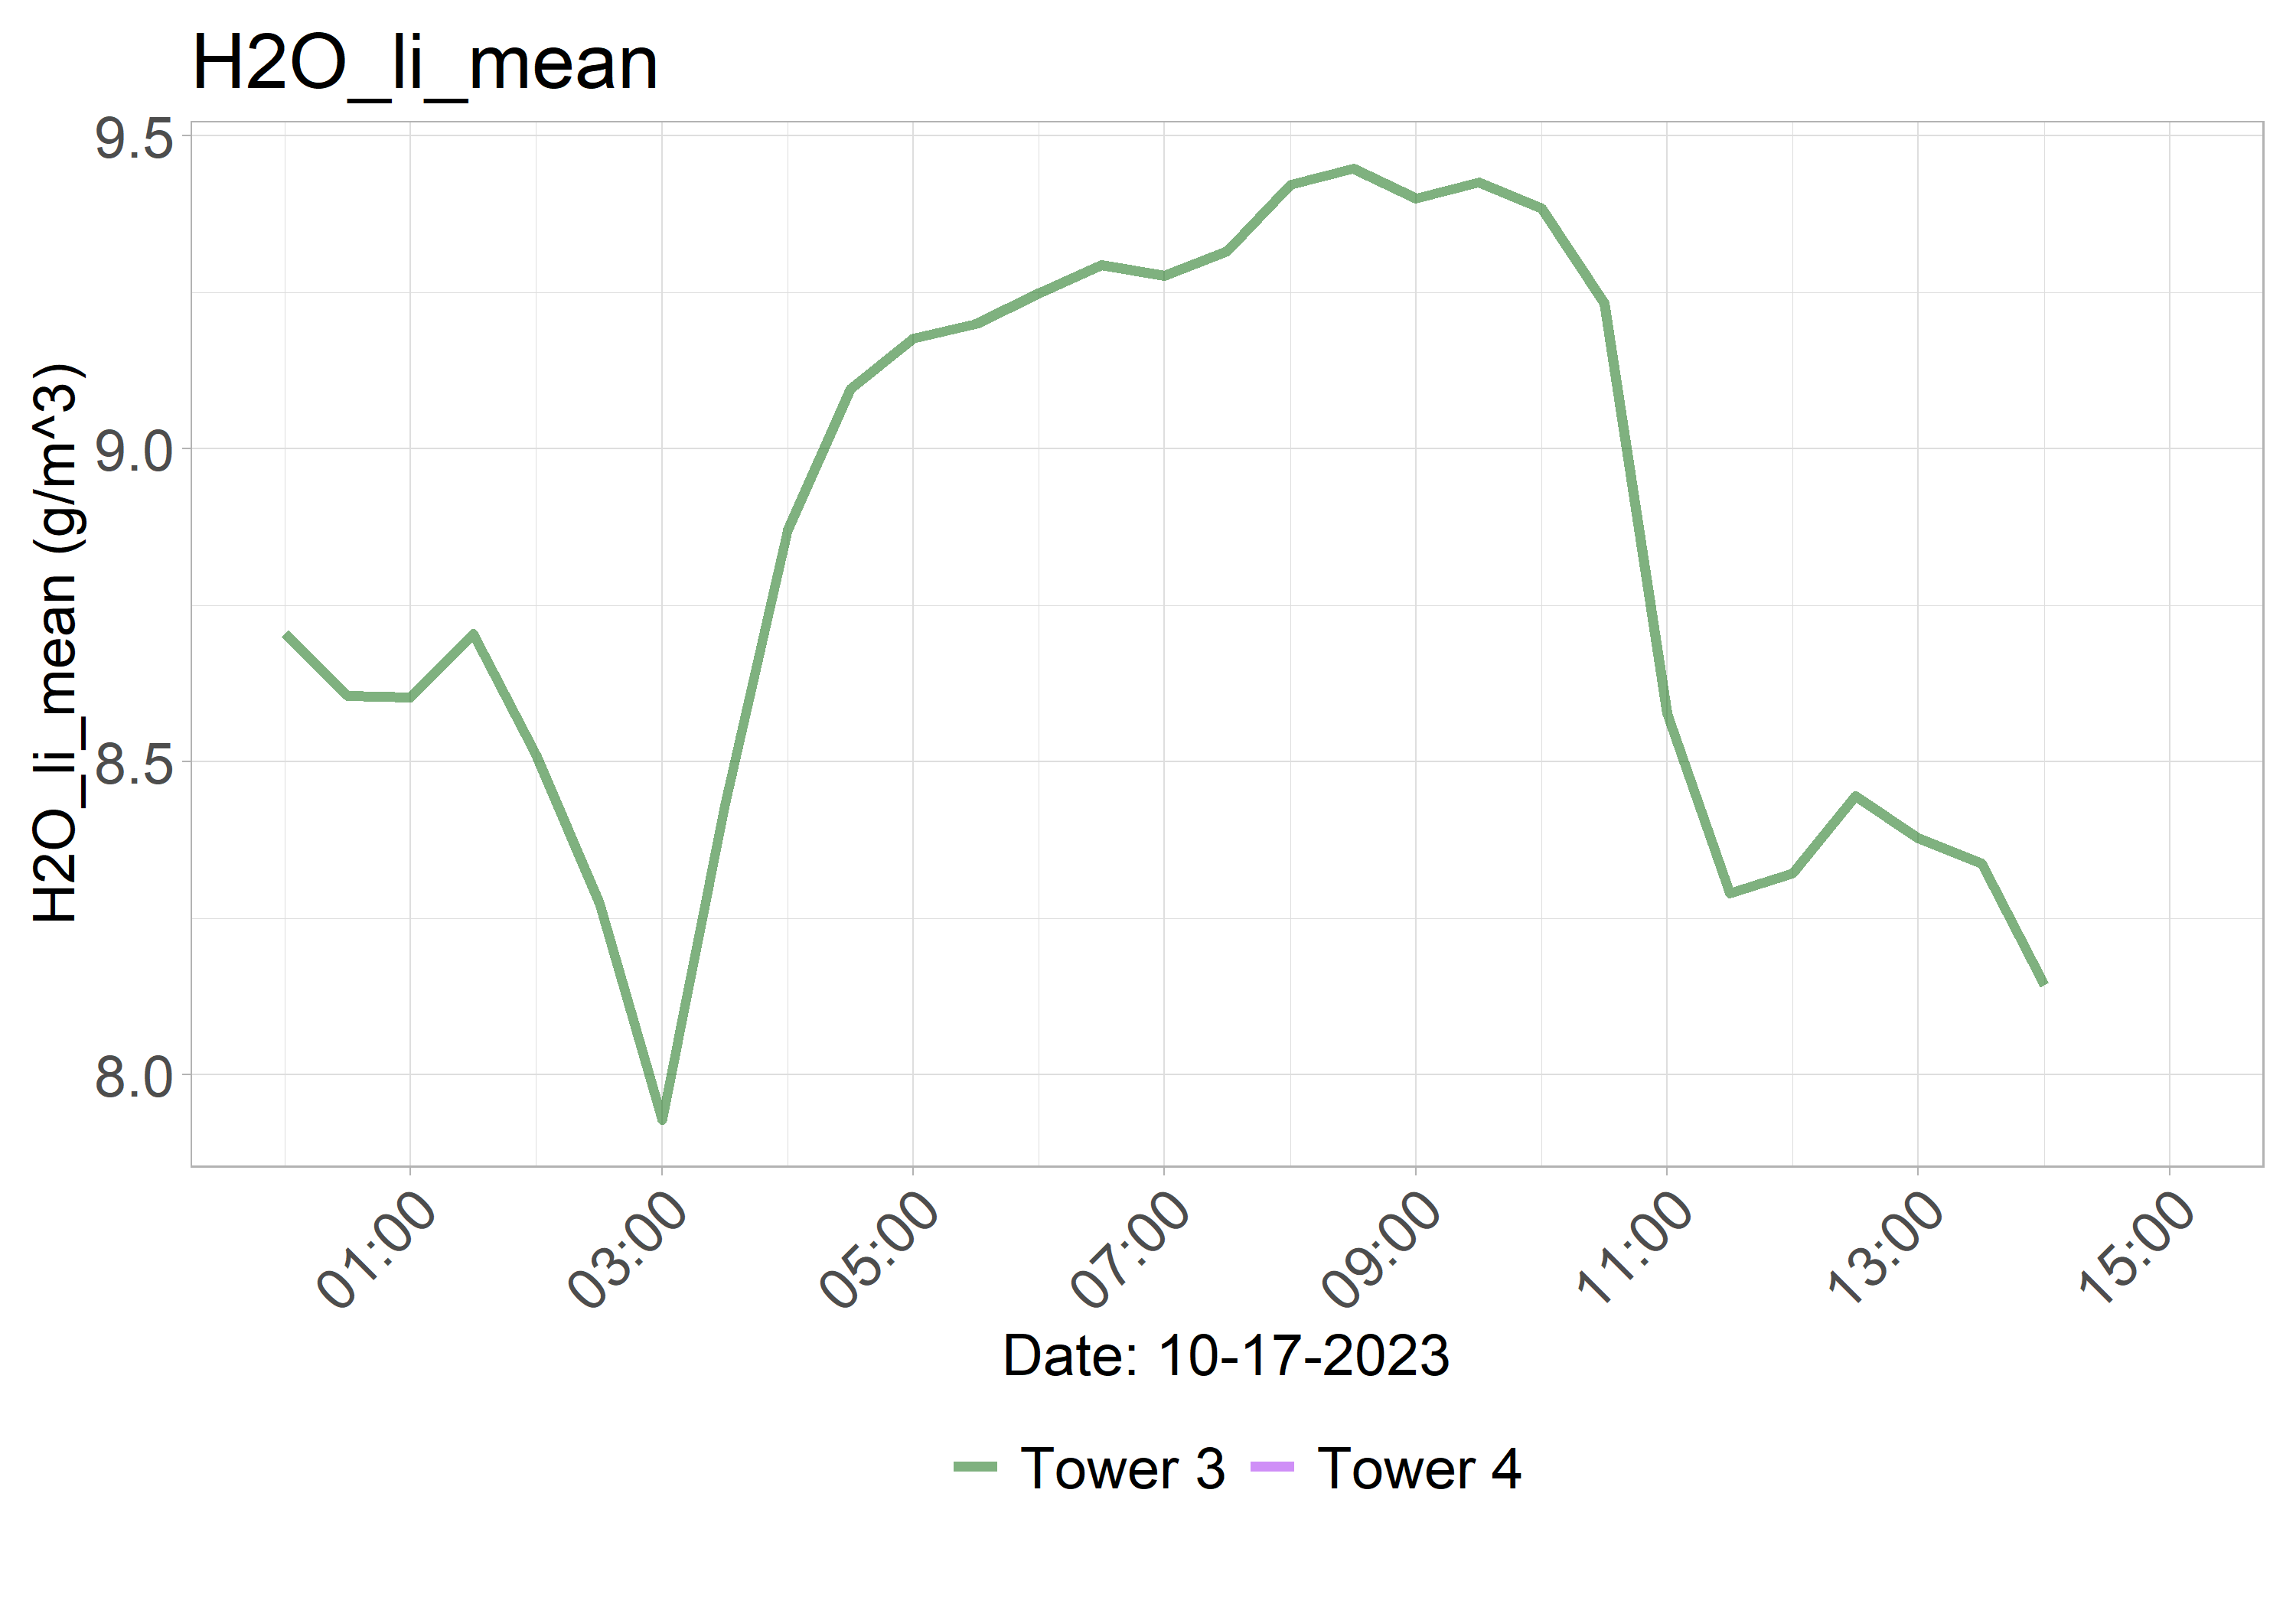 H2O_li_mean
H2O_li_mean (g/m^3)
9.5
9.0
8.5
8.0
01:00 03:00 05:00 07:00 09:00 11:00 13:00 15:00
Date: 10-17-2023
Tower 3 Tower 4